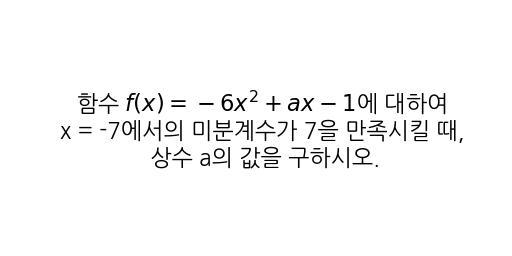 함수 f(x) = − 6x² + ax − 1에 대하여
x = -7에서의 미분계수가 7을 만족시킬 때,
상수 a의 값을 구하시오.